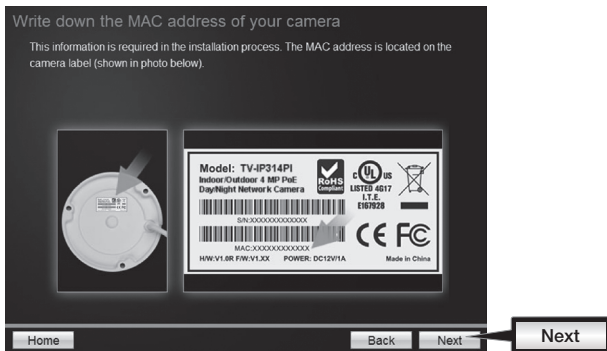 Write down the MAC address of your camera
This information is required in the installation process. The MAC address is located on the
camera label (shown in photo below).
Model: TV-IP314PI
Indoor/Outdoor 4 MP PoE
Day/Night Network Camera
RoHS
Compliant
C UL US
LISTED 4G17
I.T.E.
E167928
S/N:XXXXXXXXXXXXX
MAC:XXXXXXXXXXXX
H/W:V1.0R F/W:V1.XX POWER: DC12V/1A
CE FC
Made in China
Home
Back
Next
Next